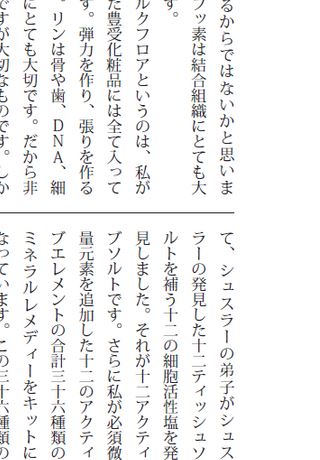 るからではないかと思いま
フッ素は結合組織にとても大
す。
ルクフロアというのは、私が
た豊受化粧品には全て入って
す。弾力を作り、張りを作る
。リンは骨や歯、DNA、細
にとても大切です。だから非
ですが大切なものです。しか
て、シュスラーの弟子がシュス
ラーの発見した十二ティッシュソ
ルトを補う十二の細胞活性塩を発
見しました。それが十二アクティ
ブソルトです。さらに私が必須微
量元素を追加した十二のアクティ
ブエレメントの合計三十六種類の
ミネラルレメディーをキットに
なっています。この三十六種類の